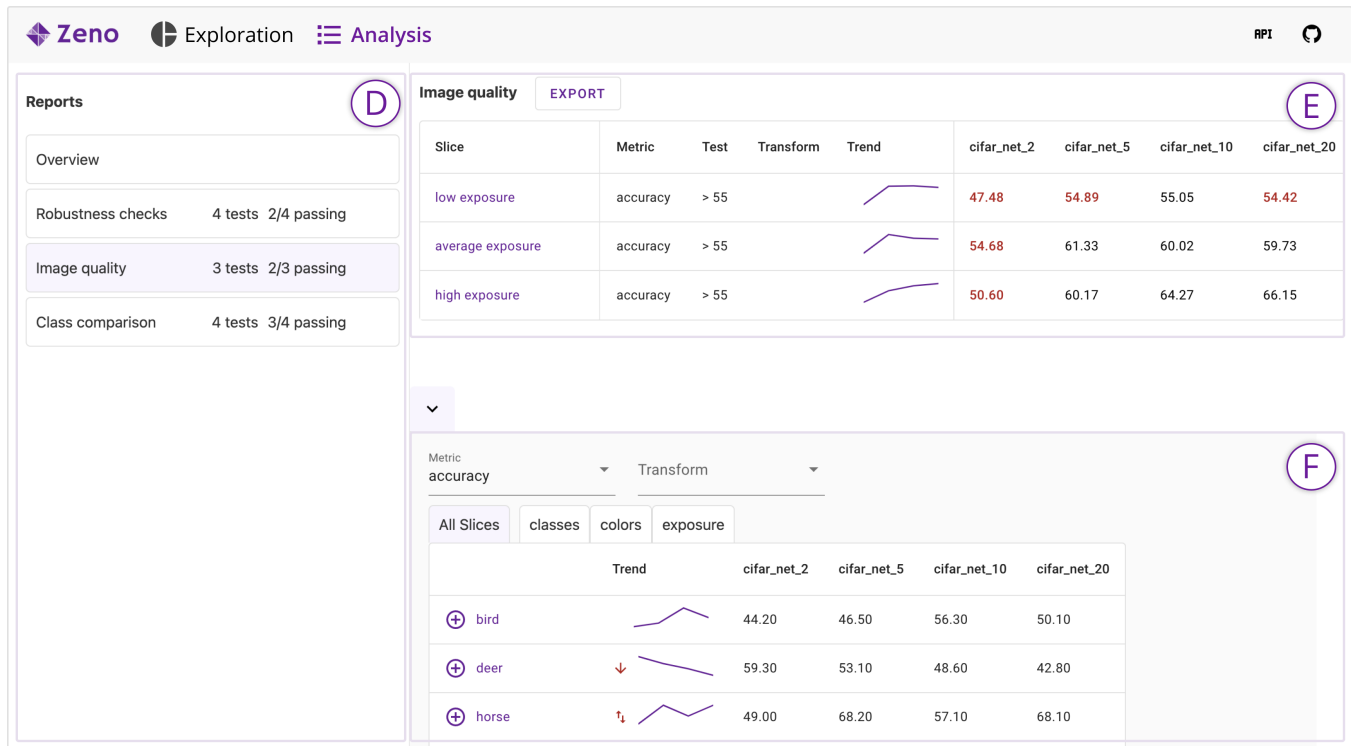 Zeno Exploration Analysis API
Reports D
Overview
Robustness checks 4 tests 2/4 passing
Image quality 3 tests 2/3 passing
Class comparison 4 tests 3/4 passing
Image quality EXPORT E
Slice Metric Test Transform Trend cifar_net_2 cifar_net_5 cifar_net_10 cifar_net_20
low exposure accuracy > 55 47.48 54.89 55.05 54.42
average exposure accuracy > 55 54.68 61.33 60.02 59.73
high exposure accuracy > 55 50.60 60.17 64.27 66.15
F
Metric
accuracy Transform
All Slices classes colors exposure
Trend cifar_net_2 cifar_net_5 cifar_net_10 cifar_net_20
bird 44.20 46.50 56.30 50.10
deer 59.30 53.10 48.60 42.80
horse 49.00 68.20 57.10 68.10